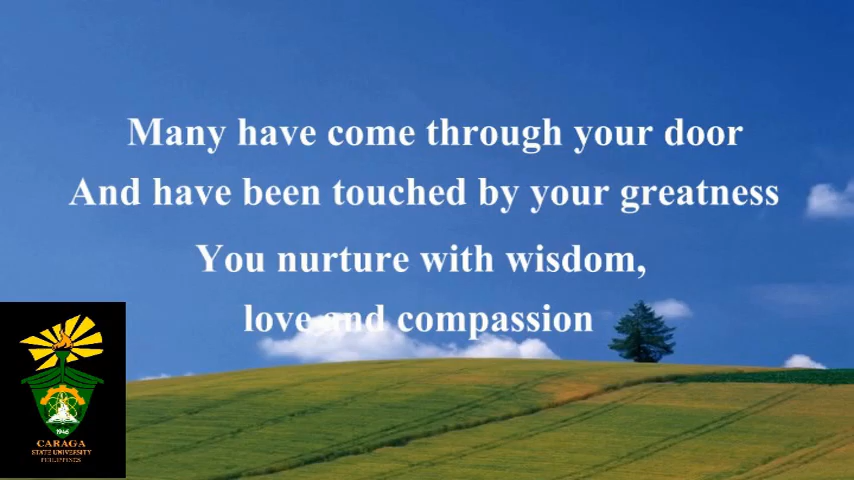 Many have come through your door
And have been touched by your greatness
You nurture with wisdom,
love and compassion
1946
CARAGA
STATE UNIVERSITY
PHILIPPINES